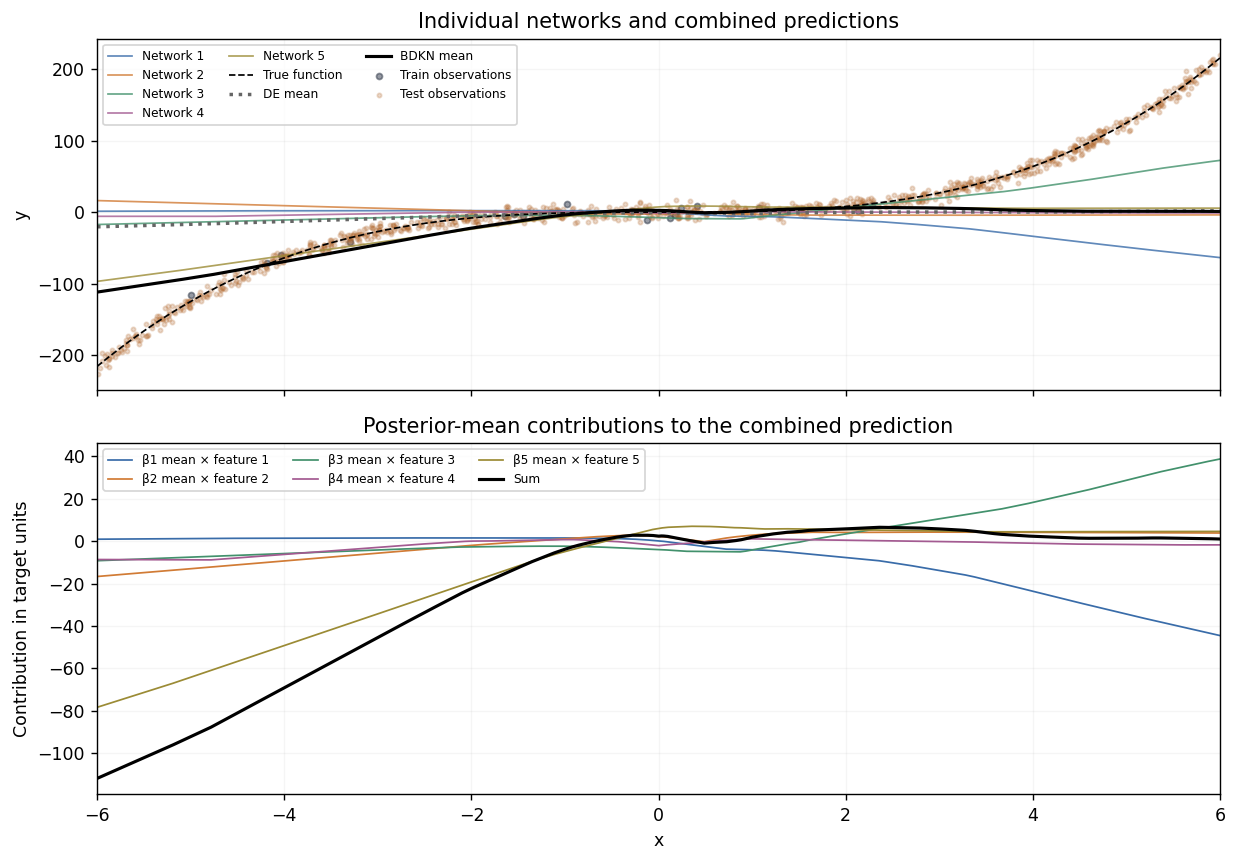 Individual networks and combined predictions
Network 1
Network 2
Network 3
Network 4
Network 5
True function
DE mean
BDKN mean
Train observations
Test observations
y
200
100
0
−100
−200
Posterior-mean contributions to the combined prediction
β1 mean × feature 1
β2 mean × feature 2
β3 mean × feature 3
β4 mean × feature 4
β5 mean × feature 5
Sum
Contribution in target units
40
20
0
−20
−40
−60
−80
−100
−6
−4
−2
0
2
4
6
x